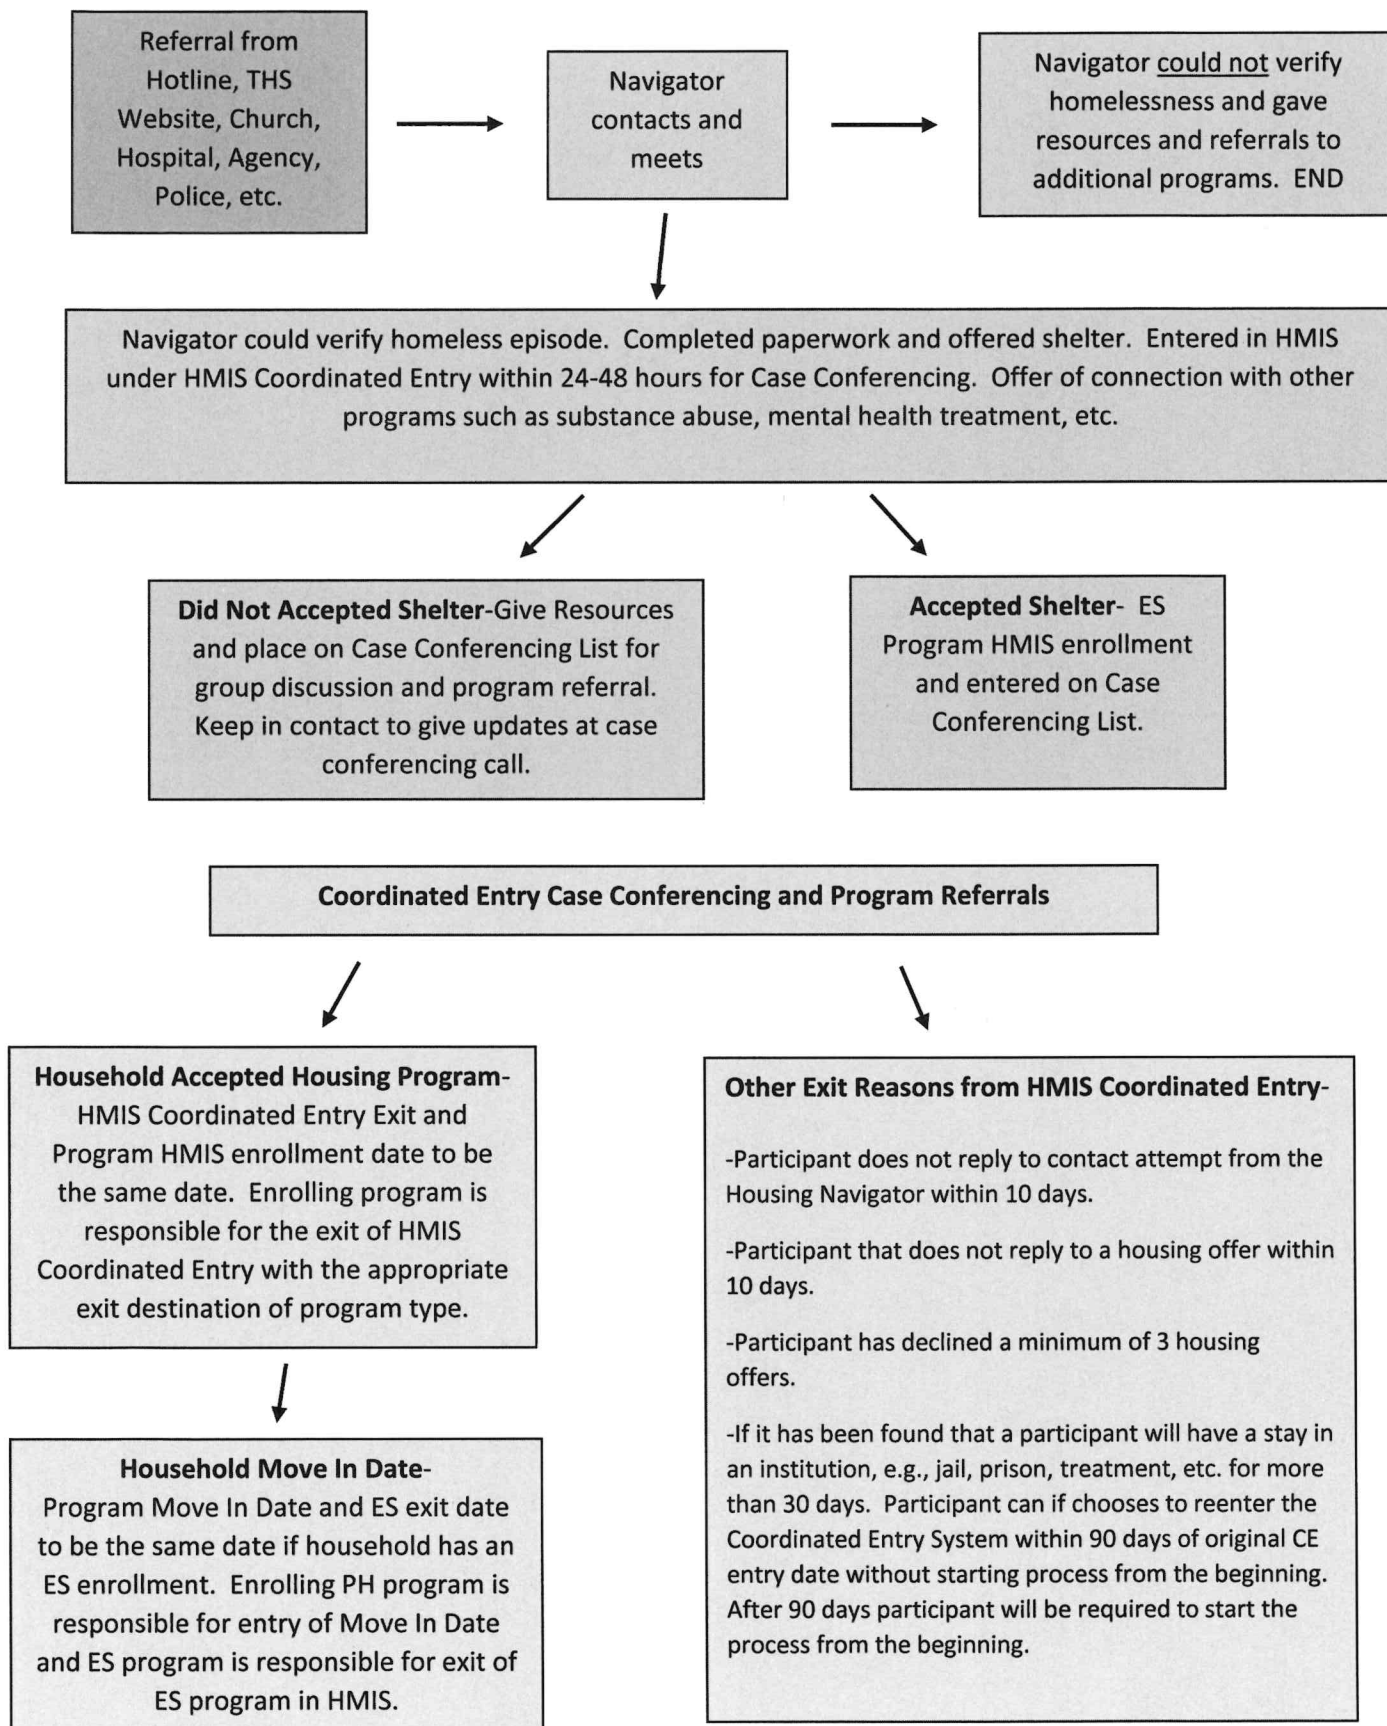 Referral from
Hotline, THS
Website, Church,
Hospital, Agency,
Police, etc.
Navigator
contacts and
meets
Navigator could not verify
homelessness and gave
resources and referrals to
additional programs.  END
Navigator could verify homeless episode.  Completed paperwork and offered shelter.  Entered in HMIS
under HMIS Coordinated Entry within 24-48 hours for Case Conferencing.  Offer of connection with other
programs such as substance abuse, mental health treatment, etc.
Did Not Accepted Shelter-Give Resources
and place on Case Conferencing List for
group discussion and program referral.
Keep in contact to give updates at case
conferencing call.
Accepted Shelter-  ES
Program HMIS enrollment
and entered on Case
Conferencing List.
Coordinated Entry Case Conferencing and Program Referrals
Household Accepted Housing Program-
HMIS Coordinated Entry Exit and
Program HMIS enrollment date to be
the same date.  Enrolling program is
responsible for the exit of HMIS
Coordinated Entry with the appropriate
exit destination of program type.
Household Move In Date-
Program Move In Date and ES exit date
to be the same date if household has an
ES enrollment.  Enrolling PH program is
responsible for entry of Move In Date
and ES program is responsible for exit of
ES program in HMIS.
Other Exit Reasons from HMIS Coordinated Entry-
-Participant does not reply to contact attempt from the
Housing Navigator within 10 days.
-Participant that does not reply to a housing offer within
10 days.
-Participant has declined a minimum of 3 housing
offers.
-If it has been found that a participant will have a stay in
an institution, e.g., jail, prison, treatment, etc. for more
than 30 days.  Participant can if chooses to reenter the
Coordinated Entry System within 90 days of original CE
entry date without starting process from the beginning.
After 90 days participant will be required to start the
process from the beginning.